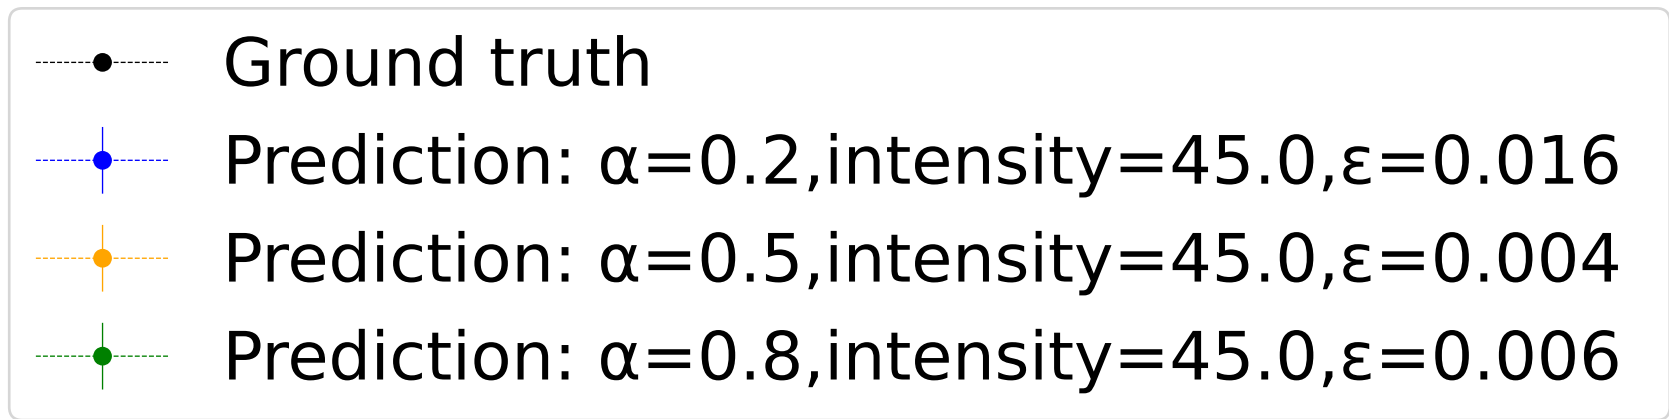 Ground truth
Prediction: α=0.2,intensity=45.0,ε=0.016
Prediction: α=0.5,intensity=45.0,ε=0.004
Prediction: α=0.8,intensity=45.0,ε=0.006